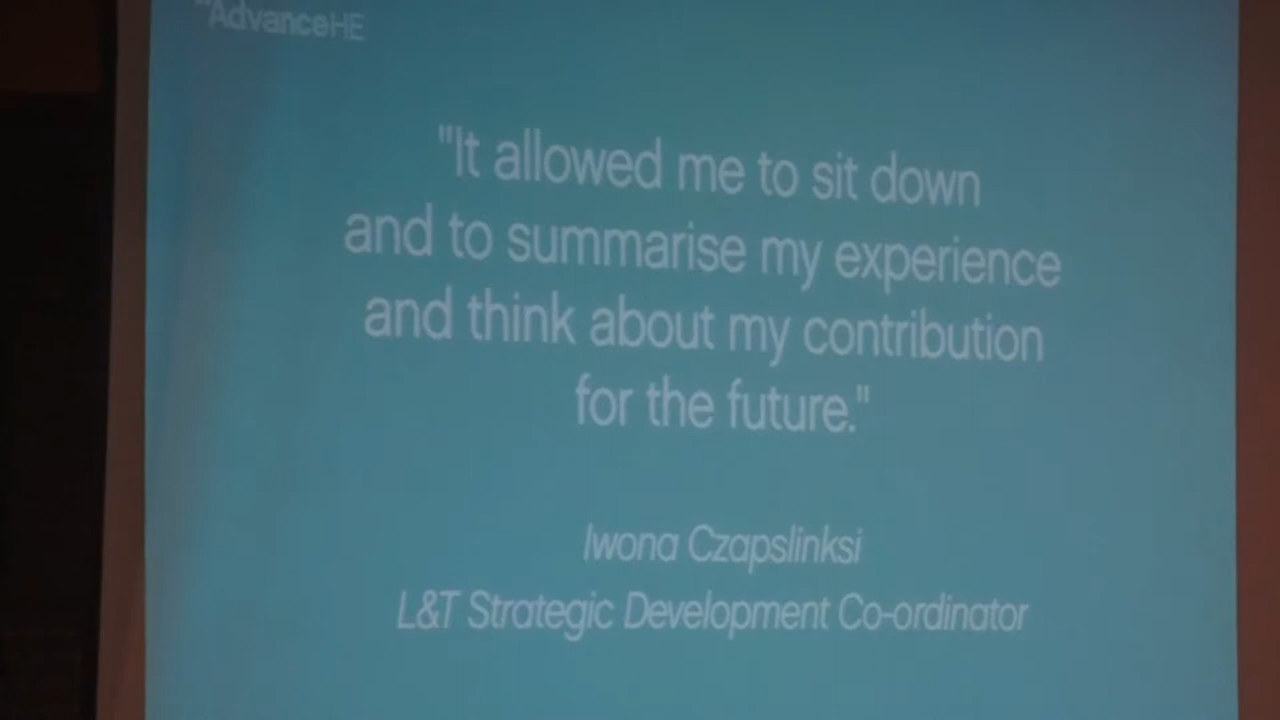 AdvanceHE
"It allowed me to sit down
and to summarise my experience
and think about my contribution
for the future."
Iwona Czapslinksi
L&T Strategic Development Co-ordinator